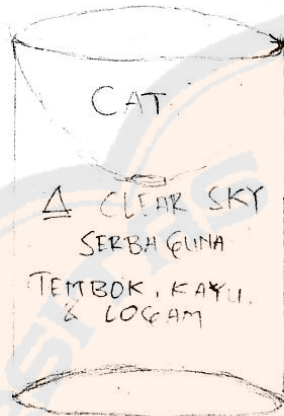 CAT
Δ CLEAR SKY
SERBA GUNA
TEMBOK, KAYU,
& LOGAM